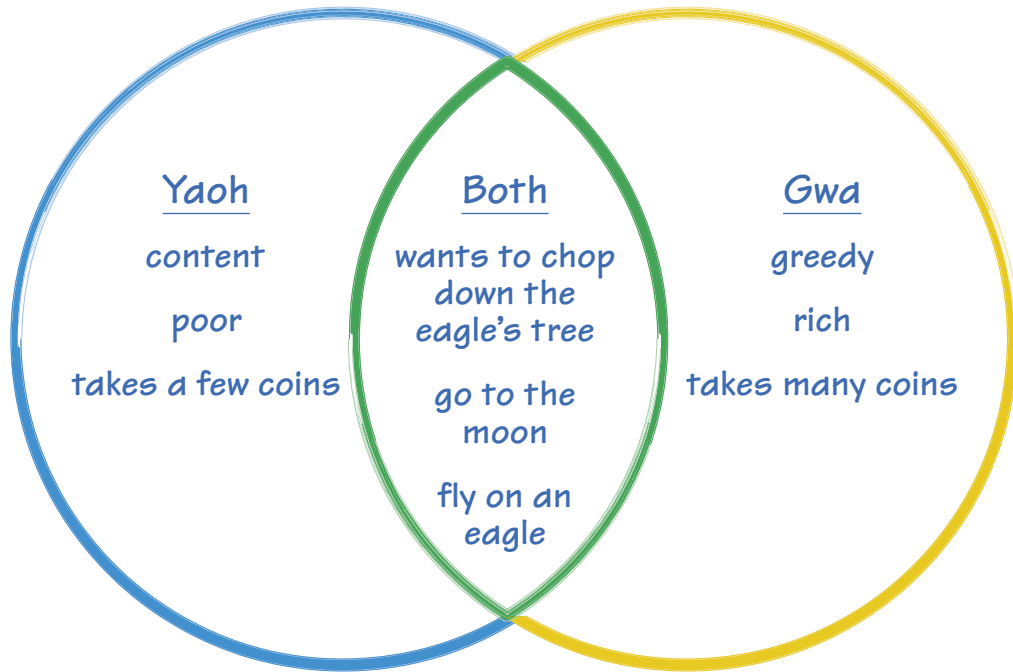 Yaoh
content
poor
takes a few coins
Both
wants to chop
down the
eagle's tree
go to the
moon
fly on an
eagle
Gwa
greedy
rich
takes many coins